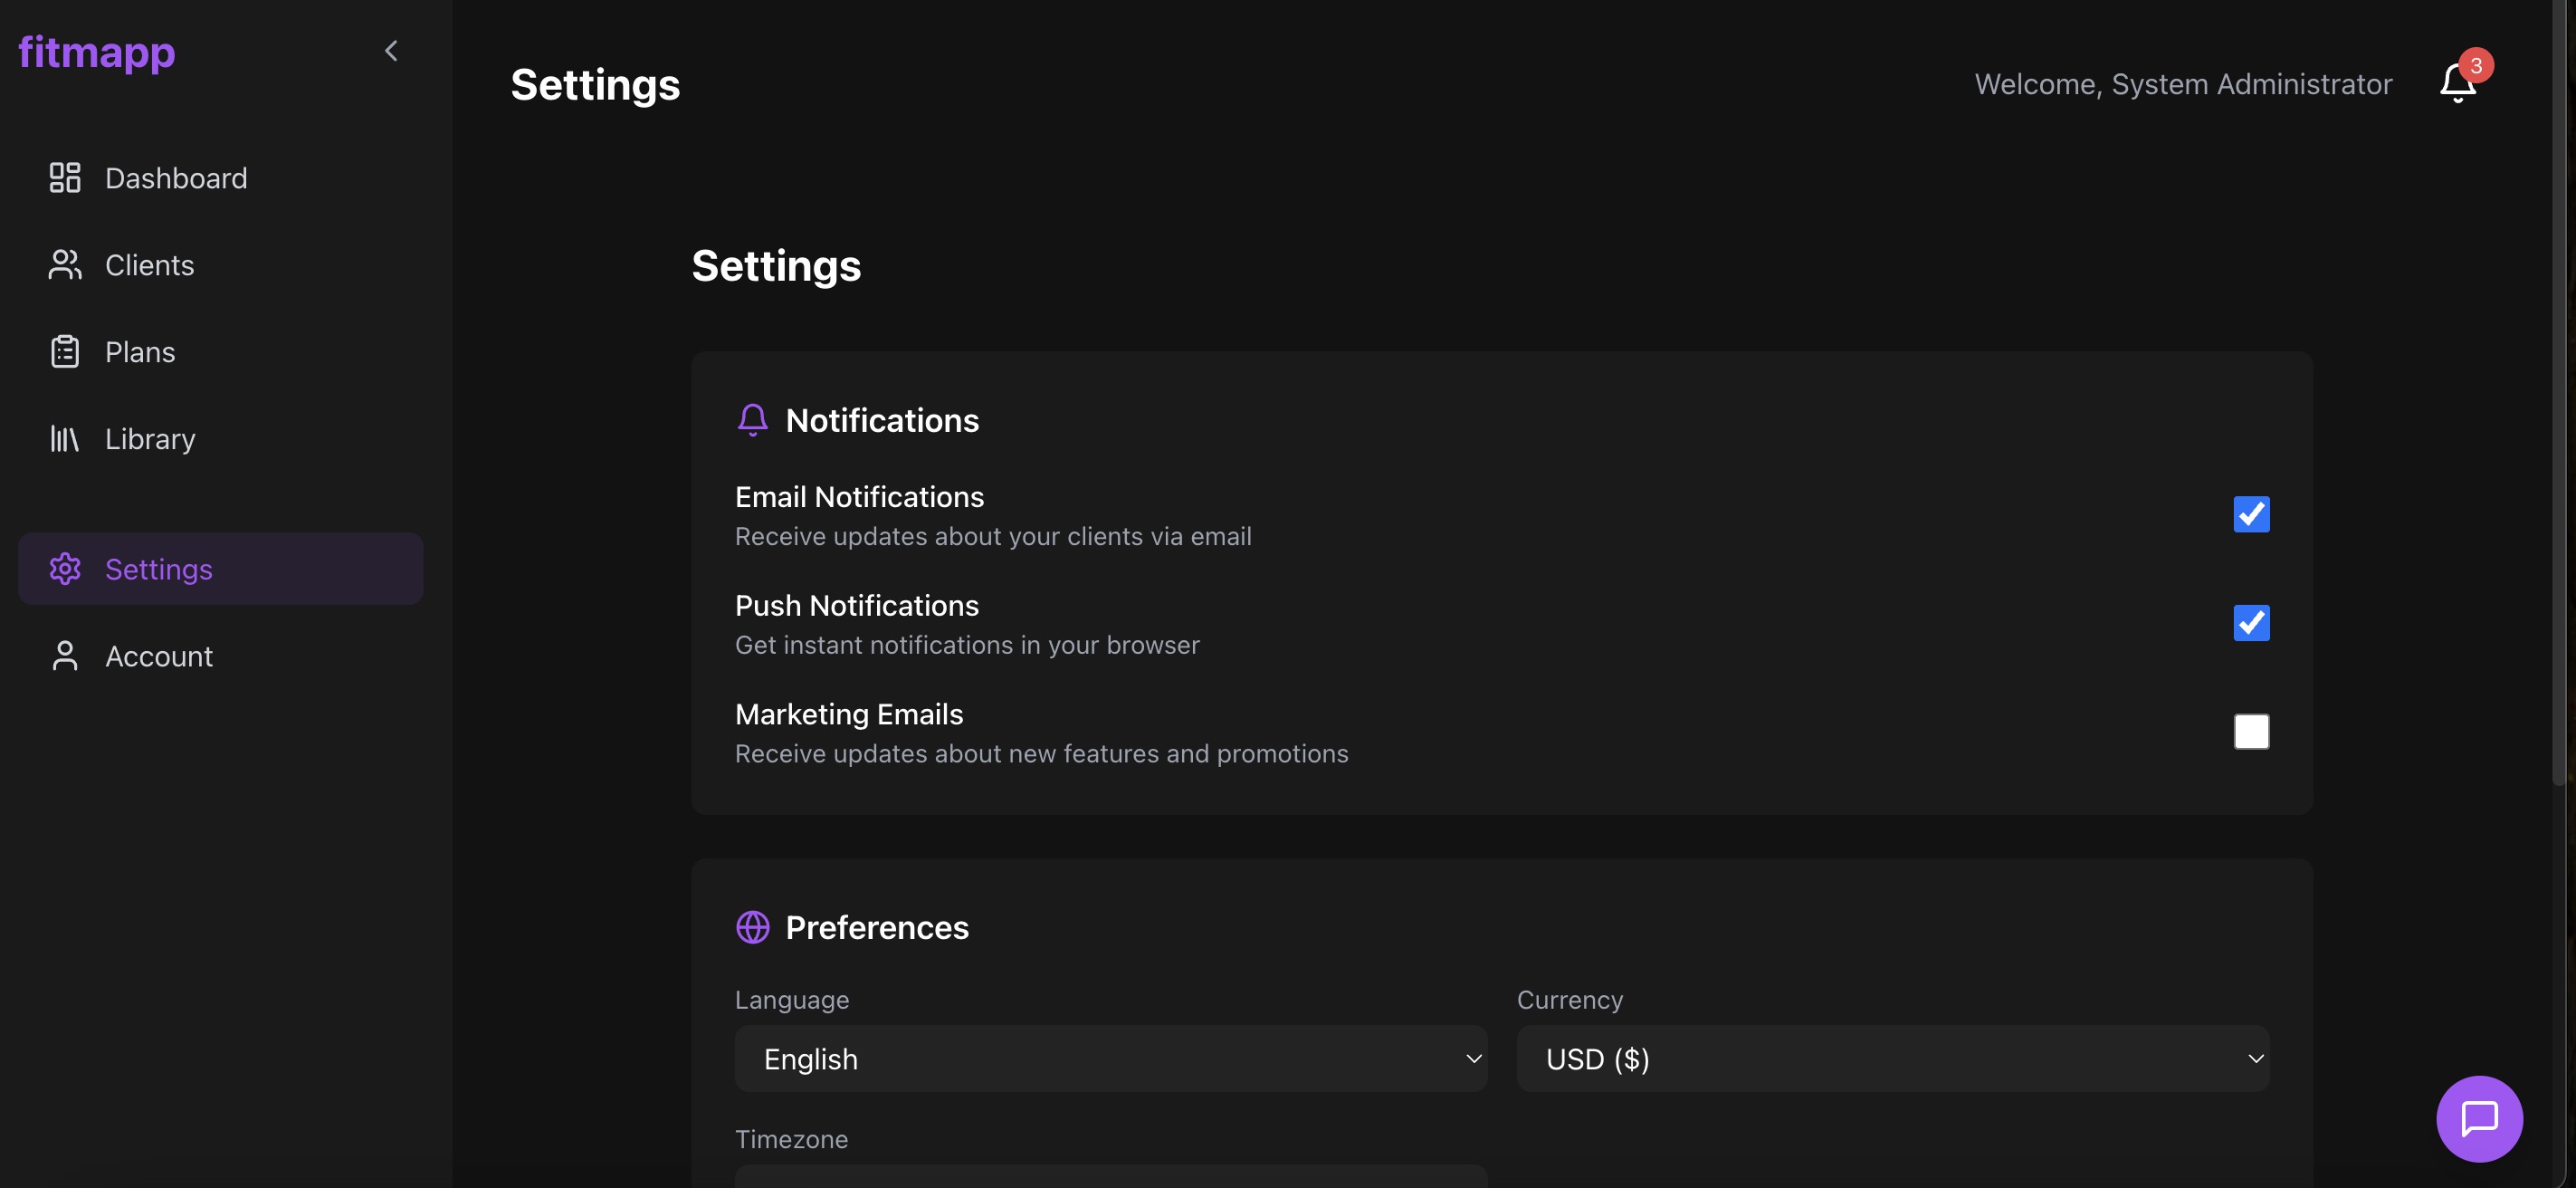 fitmapp
Dashboard
Clients
Plans
Library
Settings
Account
Settings
Welcome, System Administrator
3
Settings
Notifications
Email Notifications
Receive updates about your clients via email
Push Notifications
Get instant notifications in your browser
Marketing Emails
Receive updates about new features and promotions
Preferences
Language
Currency
English
USD ($)
Timezone